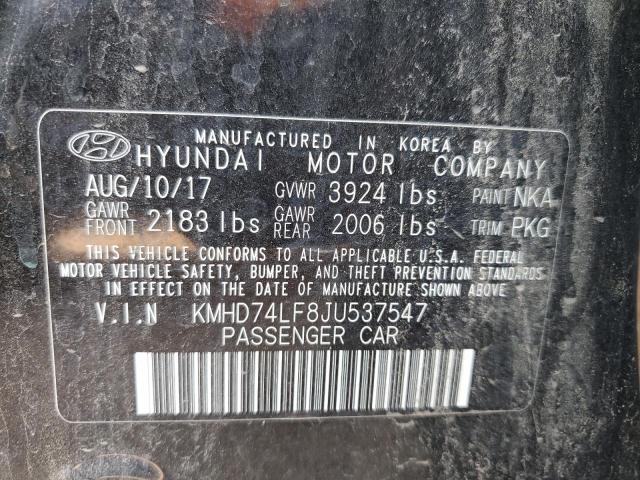 MANUFACTURED IN KOREA BY
HYUNDAI MOTOR COMPANY
AUG/10/17 GVWR 3924 lbs PAINT NKA
GAWR FRONT 2183 lbs GAWR REAR 2006 lbs TRIM PKG
THIS VEHICLE CONFORMS TO ALL APPLICABLE U.S.A. FEDERAL
MOTOR VEHICLE SAFETY, BUMPER, AND THEFT PREVENTION STANDARDS
IN EFFECT ON THE DATE OF MANUFACTURE SHOWN ABOVE.
V.I.N KMHD74LF8JU537547
PASSENGER CAR